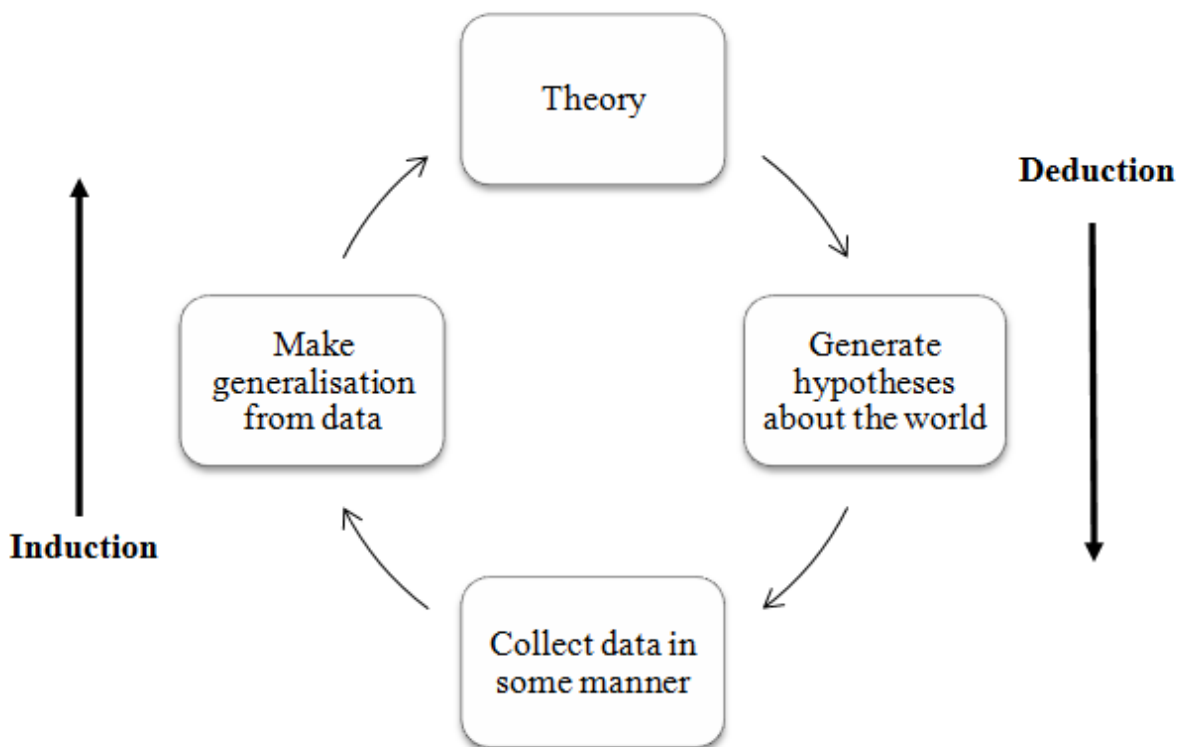 Theory
Deduction
Make
generalisation
from data
Generate
hypotheses
about the world
Induction
Collect data in
some manner